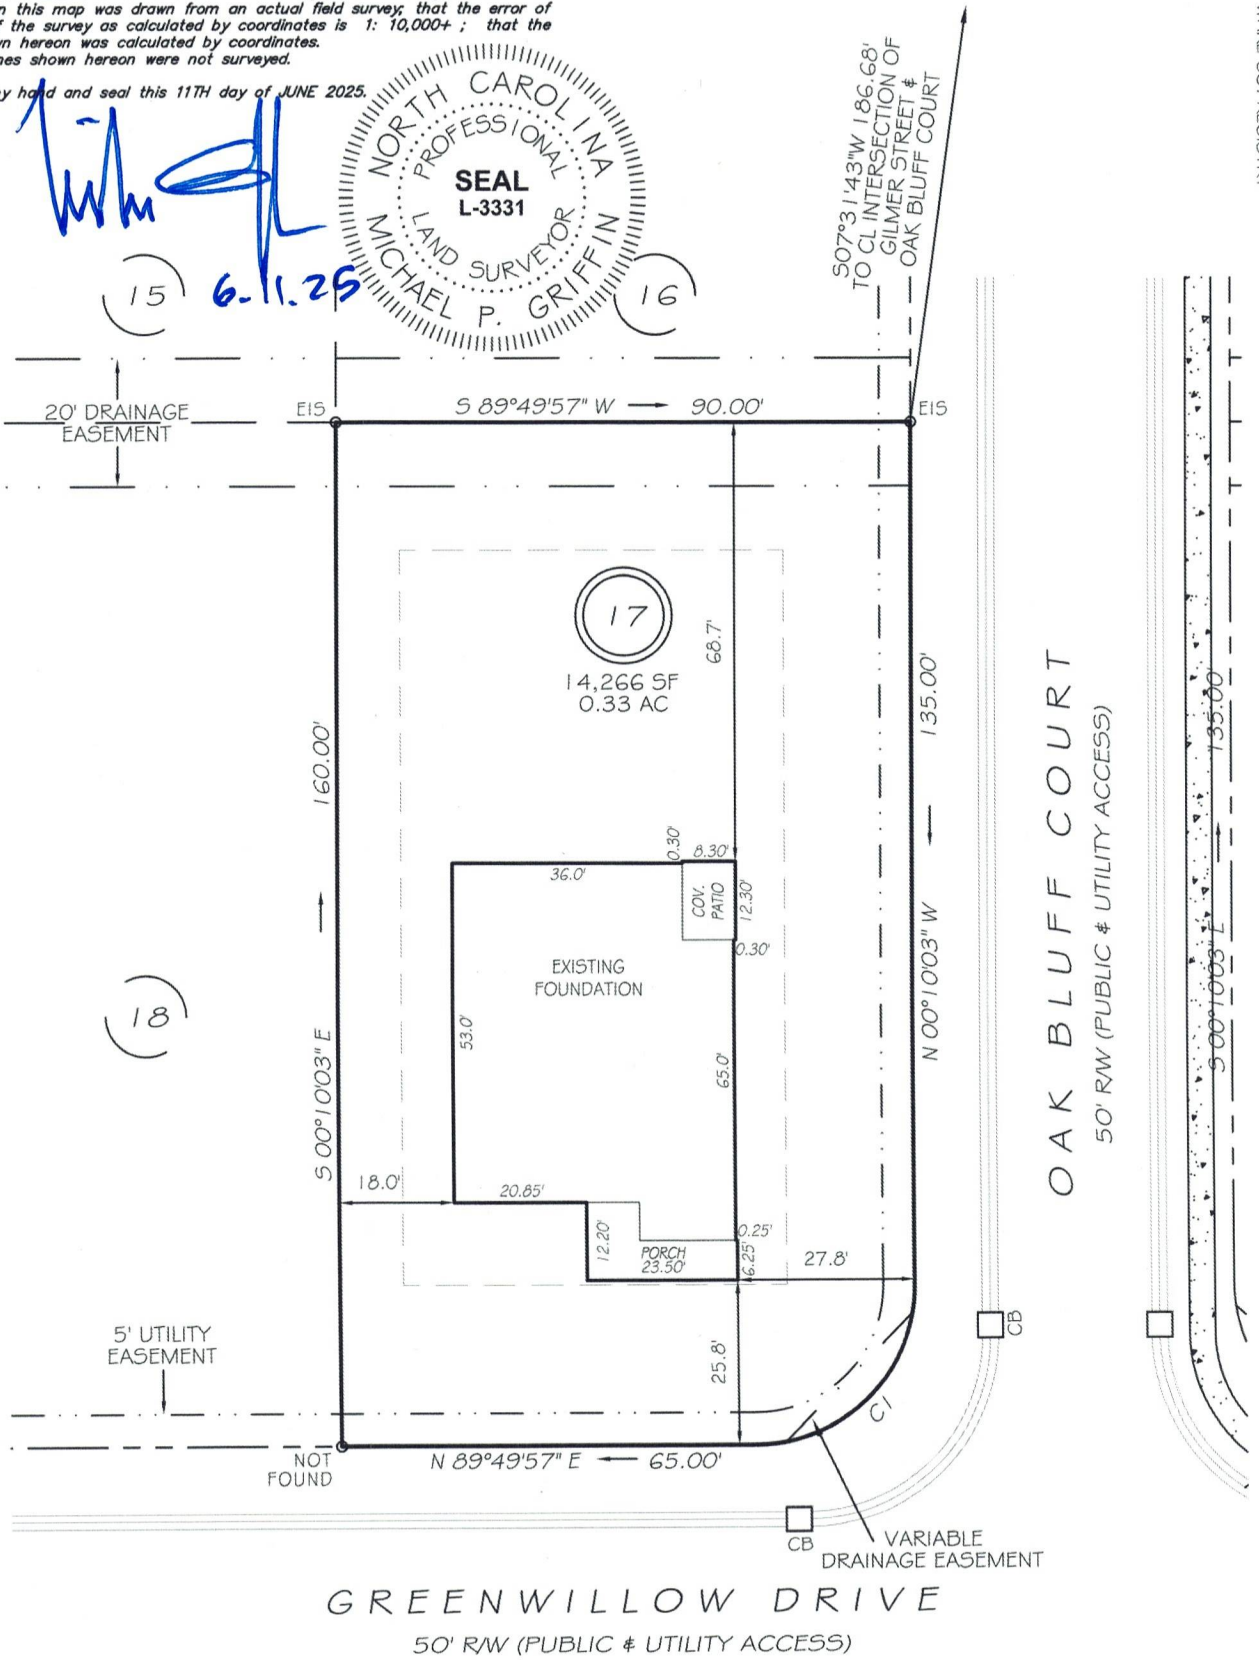 n this map was drawn from an actual field survey; that the error of
f the survey as calculated by coordinates is 1: 10,000+ ; that the
n hereon was calculated by coordinates.
nes shown hereon were not surveyed.
y hand and seal this 11TH day of JUNE 2025.
NORTH CAROLINA
PROFESSIONAL
SEAL
L-3331
LAND SURVEYOR
MICHAEL P. GRIFFIN
6.11.25
S07°31'43"W 186.68'
TO CL INTERSECTION OF
GILMER STREET &
OAK BLUFF COURT
15
16
20' DRAINAGE
EASEMENT
EIS
S 89°49'57" W
90.00'
EIS
17
14,266 SF
0.33 AC
68.7'
160.00'
S 00°10'03" E
135.00'
N 00°10'03" W
0.30'
8.30'
36.0'
COV.
PATIO
12.30'
0.30'
EXISTING
FOUNDATION
53.0'
65.0'
18
18.0'
20.85'
12.20'
PORCH
23.50'
0.25'
6.25'
27.8'
25.8'
5' UTILITY
EASEMENT
NOT
FOUND
N 89°49'57" E
65.00'
C1
CB
CB
VARIABLE
DRAINAGE EASEMENT
OAK BLUFF COURT
50' R/W (PUBLIC & UTILITY ACCESS)
135.00'
S 00°10'03" E
GREENWILLOW DRIVE
50' R/W (PUBLIC & UTILITY ACCESS)